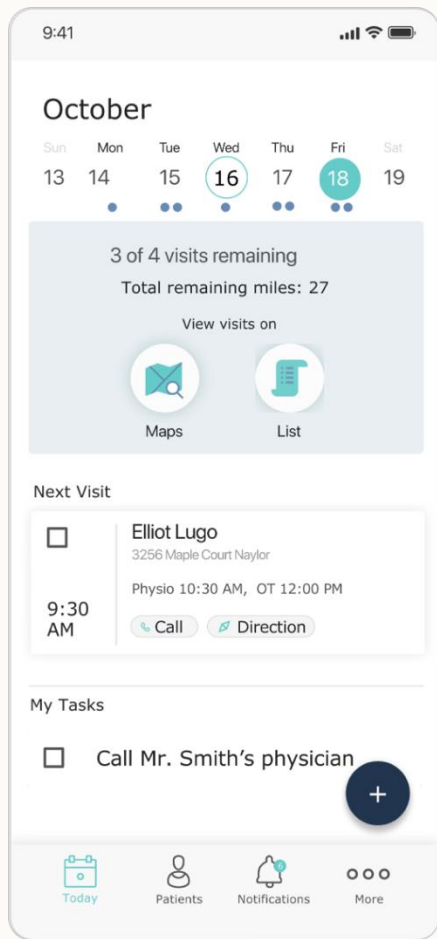 9:41
October
Sun Mon Tue Wed Thu Fri Sat
13 14 15 16 17 18 19
3 of 4 visits remaining
Total remaining miles: 27
View visits on
Maps List
Next Visit
Elliot Lugo
3256 Maple Court Naylor
Physio 10:30 AM, OT 12:00 PM
9:30
AM
Call Direction
My Tasks
Call Mr. Smith’s physician
+
6
Today Patients Notifications More